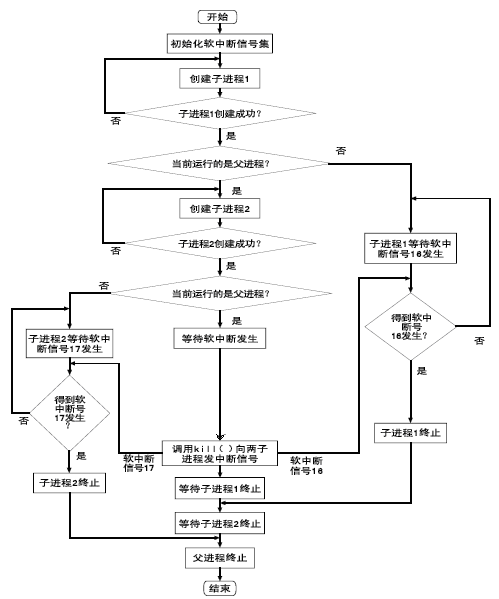 开始
初始化软中断信号集
创建子进程1
子进程1创建成功?
否
是
当前运行的是父进程?
否
是
创建子进程2
子进程2创建成功?
否
是
子进程1等待软中
断信号16发生
当前运行的是父进程?
否
是
子进程2等待软中
断信号17发生
等待软中断发生
得到软中
断号
16发生?
否
是
得到软
中断号
17发生
?
否
是
子进程1终止
调用kill()向两子
进程发中断信号
软中断
信号17
软中断
信号16
子进程2终止
等待子进程1终止
等待子进程2终止
父进程终止
结束